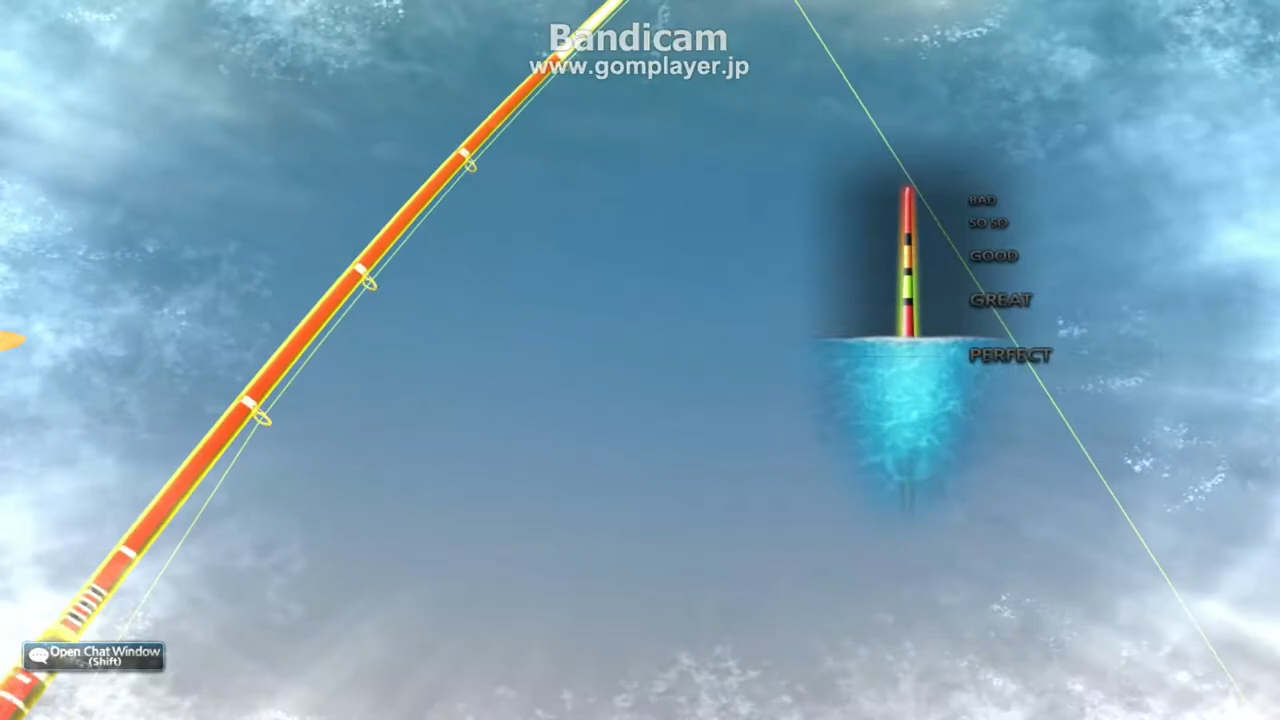 Bandicam
www.gomplayer.jp
BAD
SO SO
GOOD
GREAT
PERFECT
Open Chat Window
(Shift)